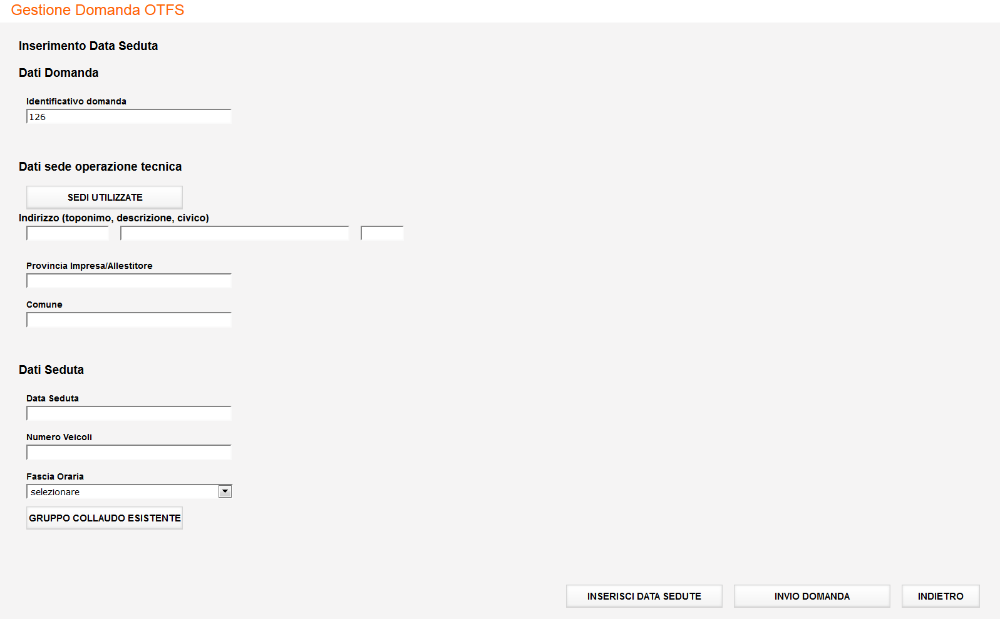 Gestione Domanda OTFS
Inserimento Data Seduta
Dati Domanda
Identificativo domanda
126
Dati sede operazione tecnica
SEDI UTILIZZATE
Indirizzo (toponimo, descrizione, civico)
Provincia Impresa/Allestitore
Comune
Dati Seduta
Data Seduta
Numero Veicoli
Fascia Oraria
selezionare
GRUPPO COLLAUDO ESISTENTE
INSERISCI DATA SEDUTE INVIO DOMANDA INDIETRO